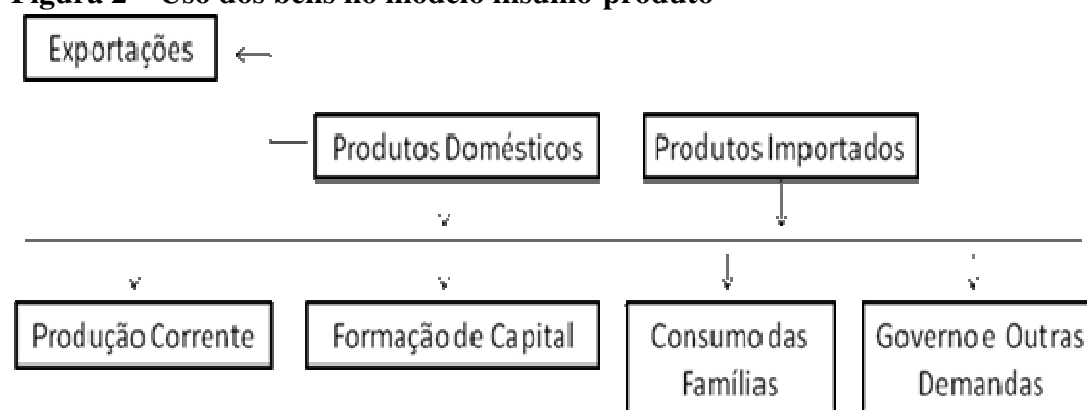 Figura 2 – Uso dos bens no modelo insumo-produto
Exportações
Produtos Domésticos
Produtos Importados
Produção Corrente
Formação de Capital
Consumo das
Famílias
Governo e Outras
Demandas